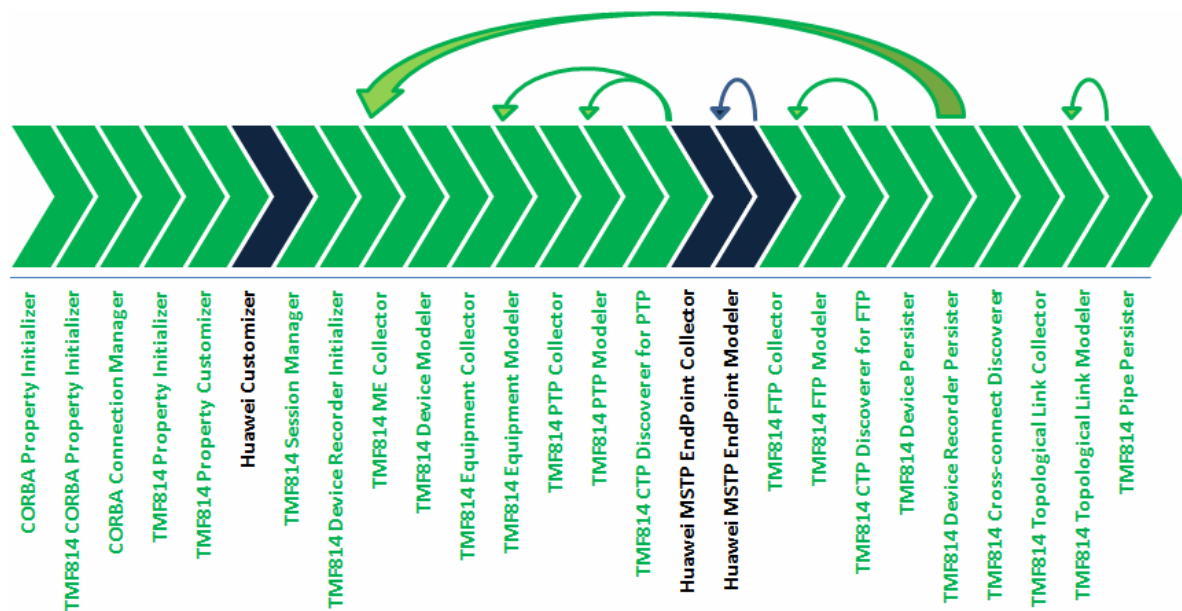 CORBA Property Initializer
TMF814 CORBA Property Initializer
CORBA Connection Manager
TMF814 Property Initializer
TMF814 Property Customizer
Huawei Customizer
TMF814 Session Manager
TMF814 Device Recorder Initializer
TMF814 ME Collector
TMF814 Device Modeler
TMF814 Equipment Collector
TMF814 Equipment Modeler
TMF814 PTP Collector
TMF814 PTP Modeler
TMF814 CTP Discoverer for PTP
Huawei MSTP EndPoint Collector
Huawei MSTP EndPoint Modeler
TMF814 FTP Collector
TMF814 FTP Modeler
TMF814 CTP Discoverer for FTP
TMF814 Device Persister
TMF814 Device Recorder Persister
TMF814 Cross-connect Discoverer
TMF814 Topological Link Collector
TMF814 Topological Link Modeler
TMF814 Pipe Persister